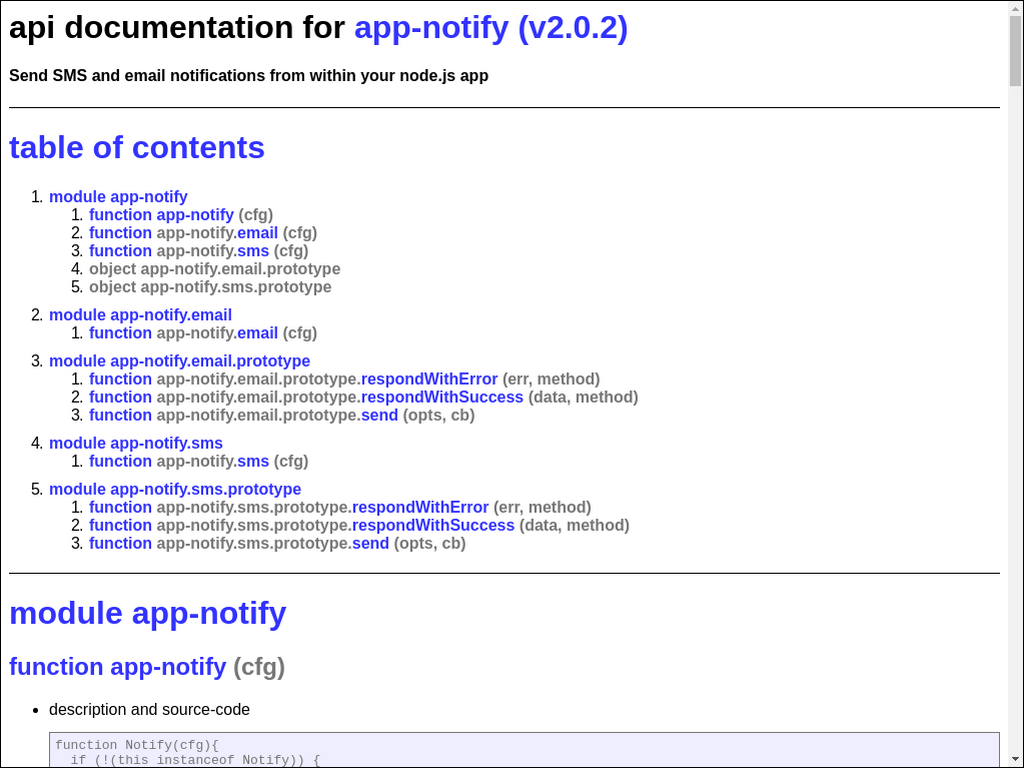 api documentation for app-notify (v2.0.2)
Send SMS and email notifications from within your node.js app
table of contents
1. module app-notify
1. function app-notify (cfg)
2. function app-notify.email (cfg)
3. function app-notify.sms (cfg)
4. object app-notify.email.prototype
5. object app-notify.sms.prototype
2. module app-notify.email
1. function app-notify.email (cfg)
3. module app-notify.email.prototype
1. function app-notify.email.prototype.respondWithError (err, method)
2. function app-notify.email.prototype.respondWithSuccess (data, method)
3. function app-notify.email.prototype.send (opts, cb)
4. module app-notify.sms
1. function app-notify.sms (cfg)
5. module app-notify.sms.prototype
1. function app-notify.sms.prototype.respondWithError (err, method)
2. function app-notify.sms.prototype.respondWithSuccess (data, method)
3. function app-notify.sms.prototype.send (opts, cb)
module app-notify
function app-notify (cfg)
• description and source-code
function Notify(cfg){
if (!(this instanceof Notify)) {